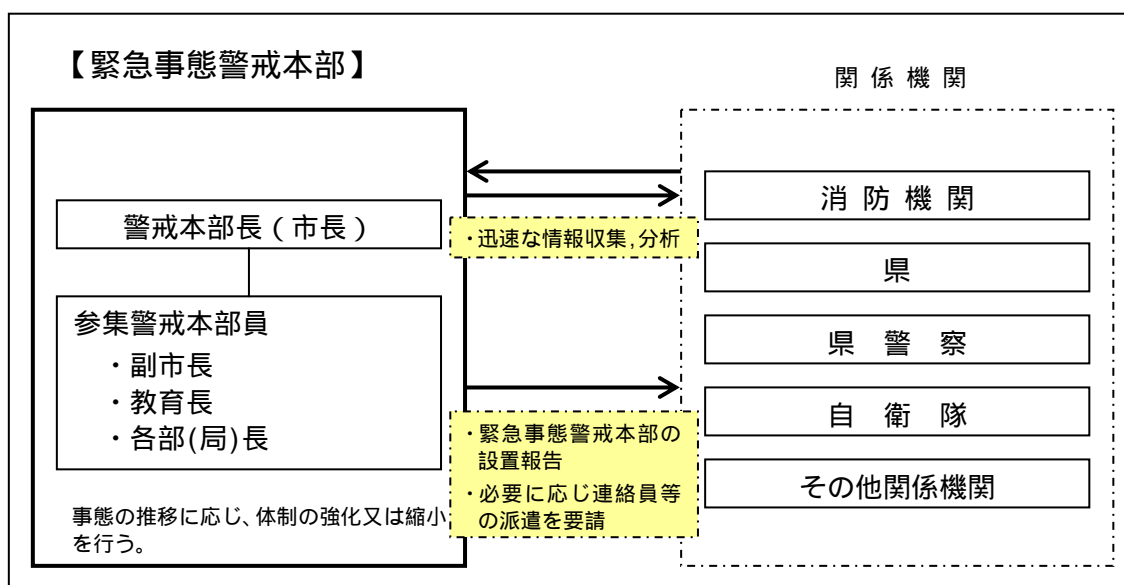 【緊急事態警戒本部】
警戒本部長（市長）
参集警戒本部員
・副市長
・教育長
・各部(局)長
事態の推移に応じ、体制の強化又は縮小
を行う。
・迅速な情報収集,分析
・緊急事態警戒本部の
設置報告
・必要に応じ連絡員等
の派遣を要請
関係機関
消防機関
県
県警察
自衛隊
その他関係機関